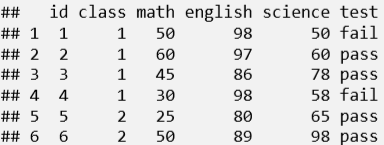 ##   id class math english science test
## 1  1     1   50      98      50 fail
## 2  2     1   60      97      60 pass
## 3  3     1   45      86      78 pass
## 4  4     1   30      98      58 fail
## 5  5     2   25      80      65 pass
## 6  6     2   50      89      98 pass